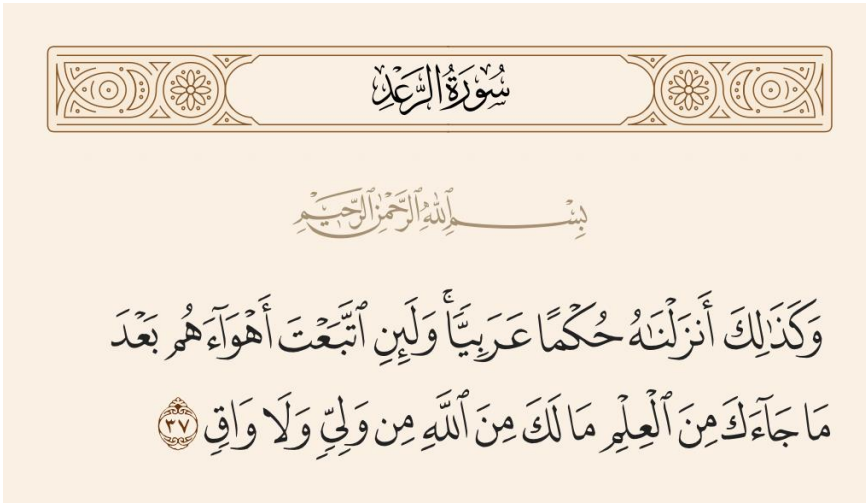 سُورَةُ الرَّعْدِ
بِسْمِ ٱللَّهِ ٱلرَّحْمَٰنِ ٱلرَّحِيمِ
وَكَذَٰلِكَ أَنزَلْنَٰهُ حُكْمًا عَرَبِيًّاۚ وَلَئِنِ ٱتَّبَعْتَ أَهْوَآءَهُم بَعْدَ
مَا جَآءَكَ مِنَ ٱلْعِلْمِ مَا لَكَ مِنَ ٱللَّهِ مِن وَلِيٍّ وَلَا وَاقٍ ٣٧